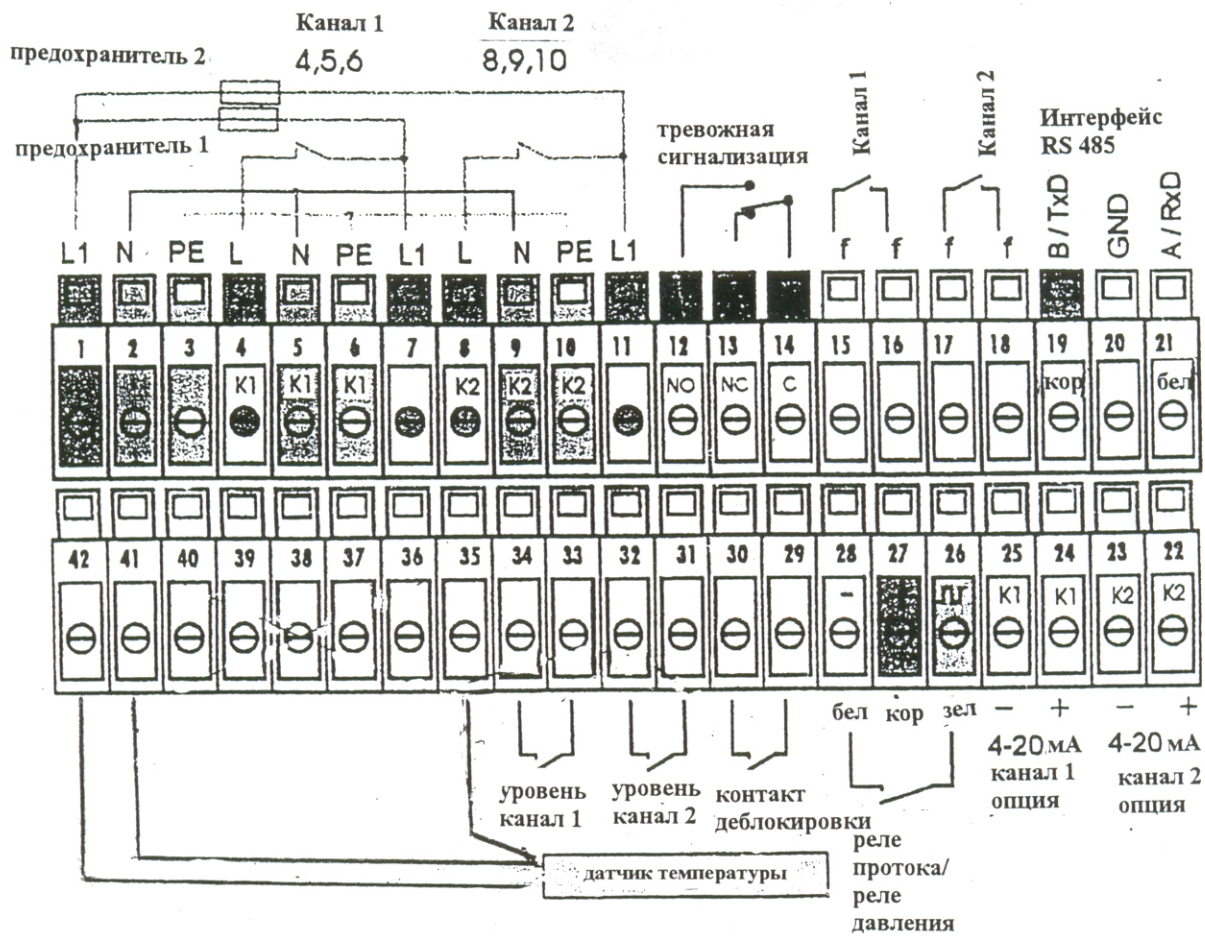 Канал 1
Канал 2
предохранитель 2
4,5,6
8,9,10
предохранитель 1
тревожная
сигнализация
Канал 1
Канал 2
Интерфейс
RS 485
B / TxD
GND
A / RxD
L1 N PE L N PE L1 L N PE L1 f f f f
1 2 3 4 5 6 7 8 9 10 11 12 13 14 15 16 17 18 19 20 21
K1 K1 K1 K2 K2 K2 NO NC C кор бел
42 41 40 39 38 37 36 35 34 33 32 31 30 29 28 27 26 25 24 23 22
− K1 K1 K2 K2
бел кор зел − + − +
4-20 мА 4-20 мА
уровень
канал 1
уровень
канал 2
контакт
деблокировки
канал 1
опция
канал 2
опция
реле
протока/
реле
давления
датчик температуры